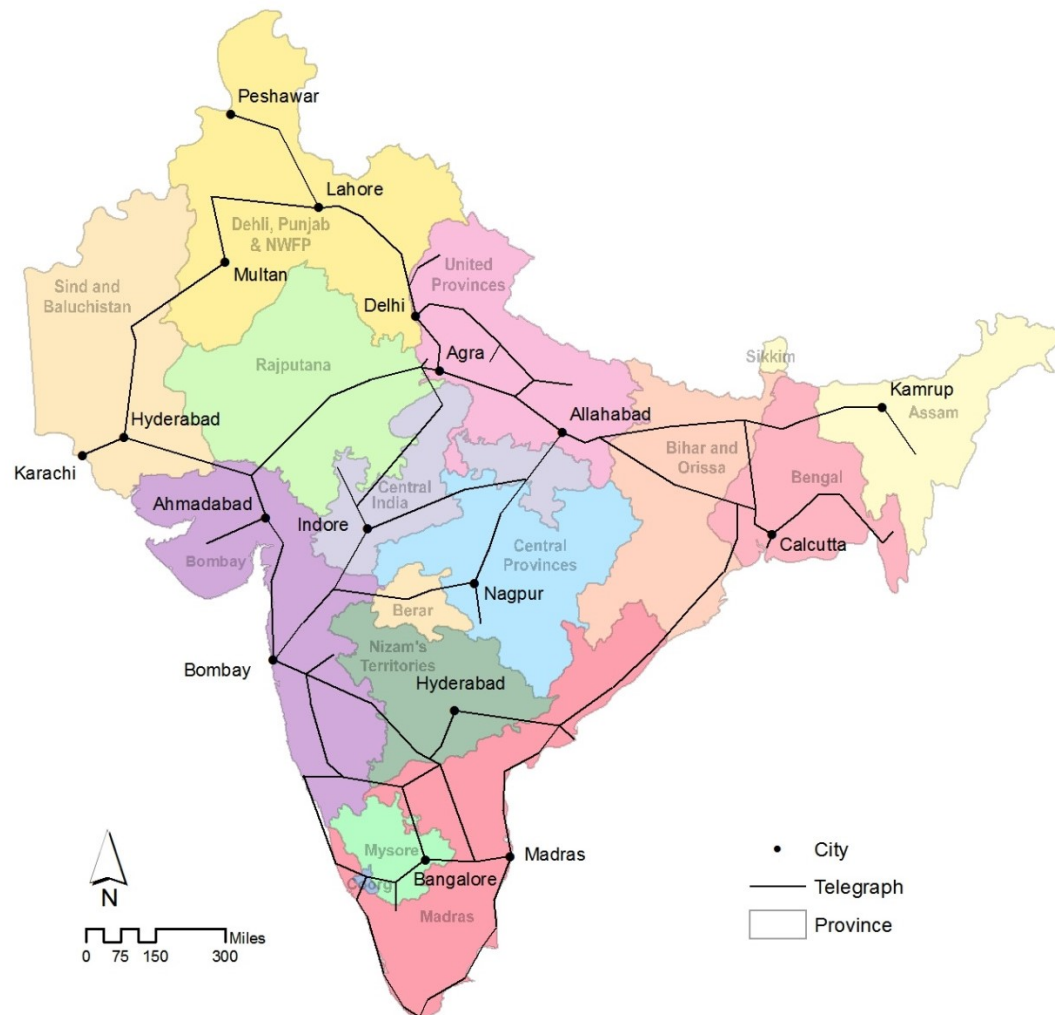 Peshawar
Lahore
Dehli, Punjab
& NWFP
Multan
United
Provinces
Sind and
Baluchistan
Delhi
Agra
Rajputana
Sikkim
Kamrup
Assam
Hyderabad
Allahabad
Karachi
Bihar and
Orissa
Bengal
Ahmadabad
Central
India
Indore
Calcutta
Bombay
Central
Provinces
Nagpur
Berar
Nizam's
Territories
Bombay
Hyderabad
Mysore
Madras
Coorg
Bangalore
Madras
City
Telegraph
Province
N
Miles
0 75 150 300